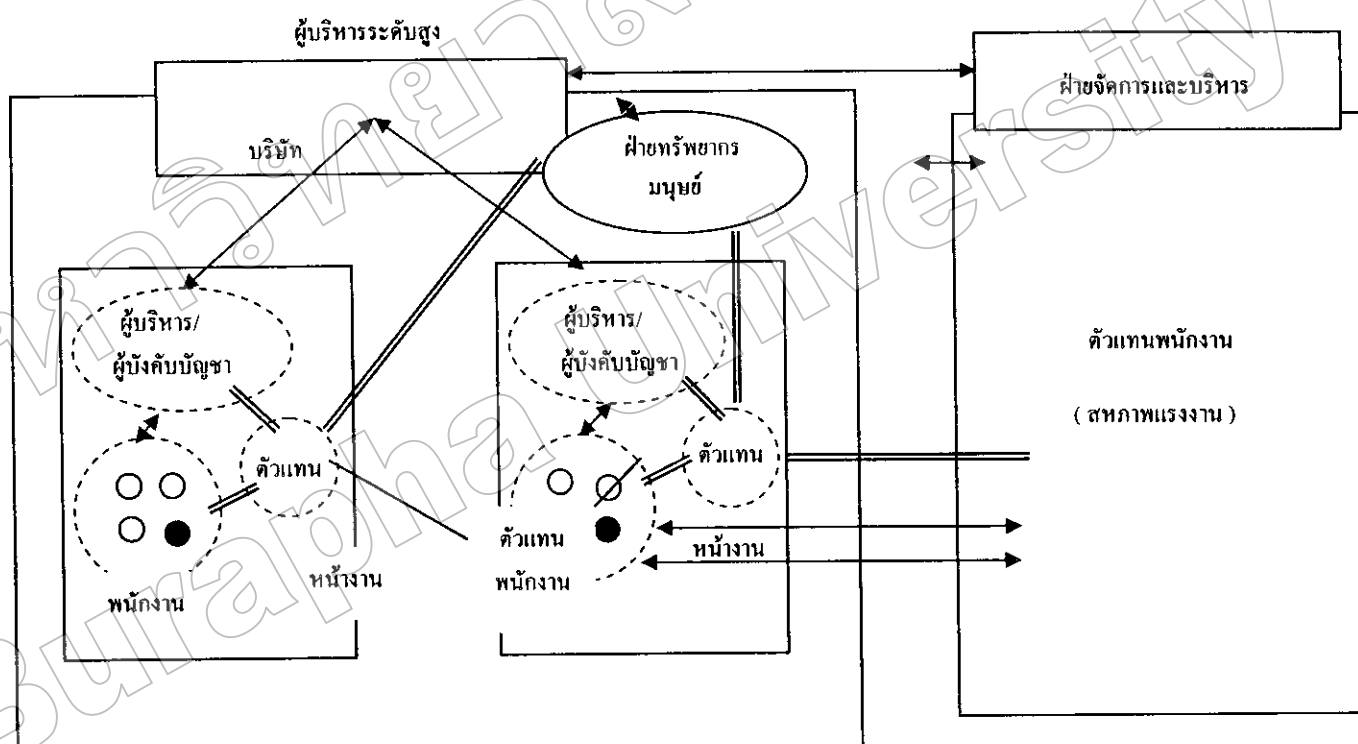 ผู้บริหารระดับสูง
บริษัท
ฝ่ายทรัพยากร
มนุษย์
ฝ่ายจัดการและบริหาร
ผู้บริหาร/
ผู้บังคับบัญชา
ตัวแทน
พนักงาน
หน้างาน
ผู้บริหาร/
ผู้บังคับบัญชา
ตัวแทน
ตัวแทน
พนักงาน
หน้างาน
ตัวแทนพนักงาน
( สหภาพแรงงาน )
Burapha University